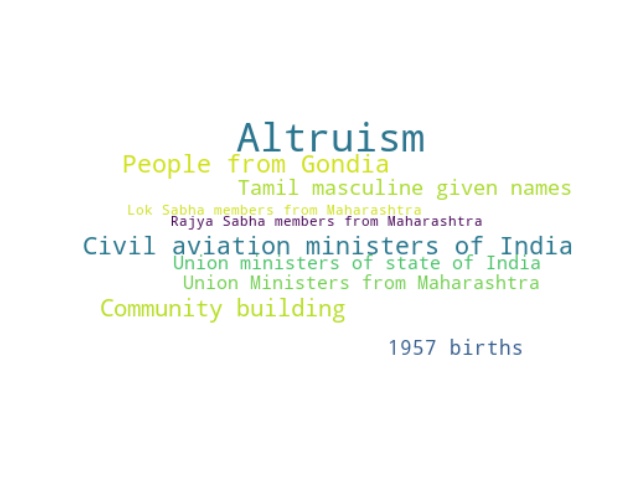 Altruism
People from Gondia
Tamil masculine given names
Lok Sabha members from Maharashtra
Rajya Sabha members from Maharashtra
Civil aviation ministers of India
Union ministers of state of India
Union Ministers from Maharashtra
Community building
1957 births